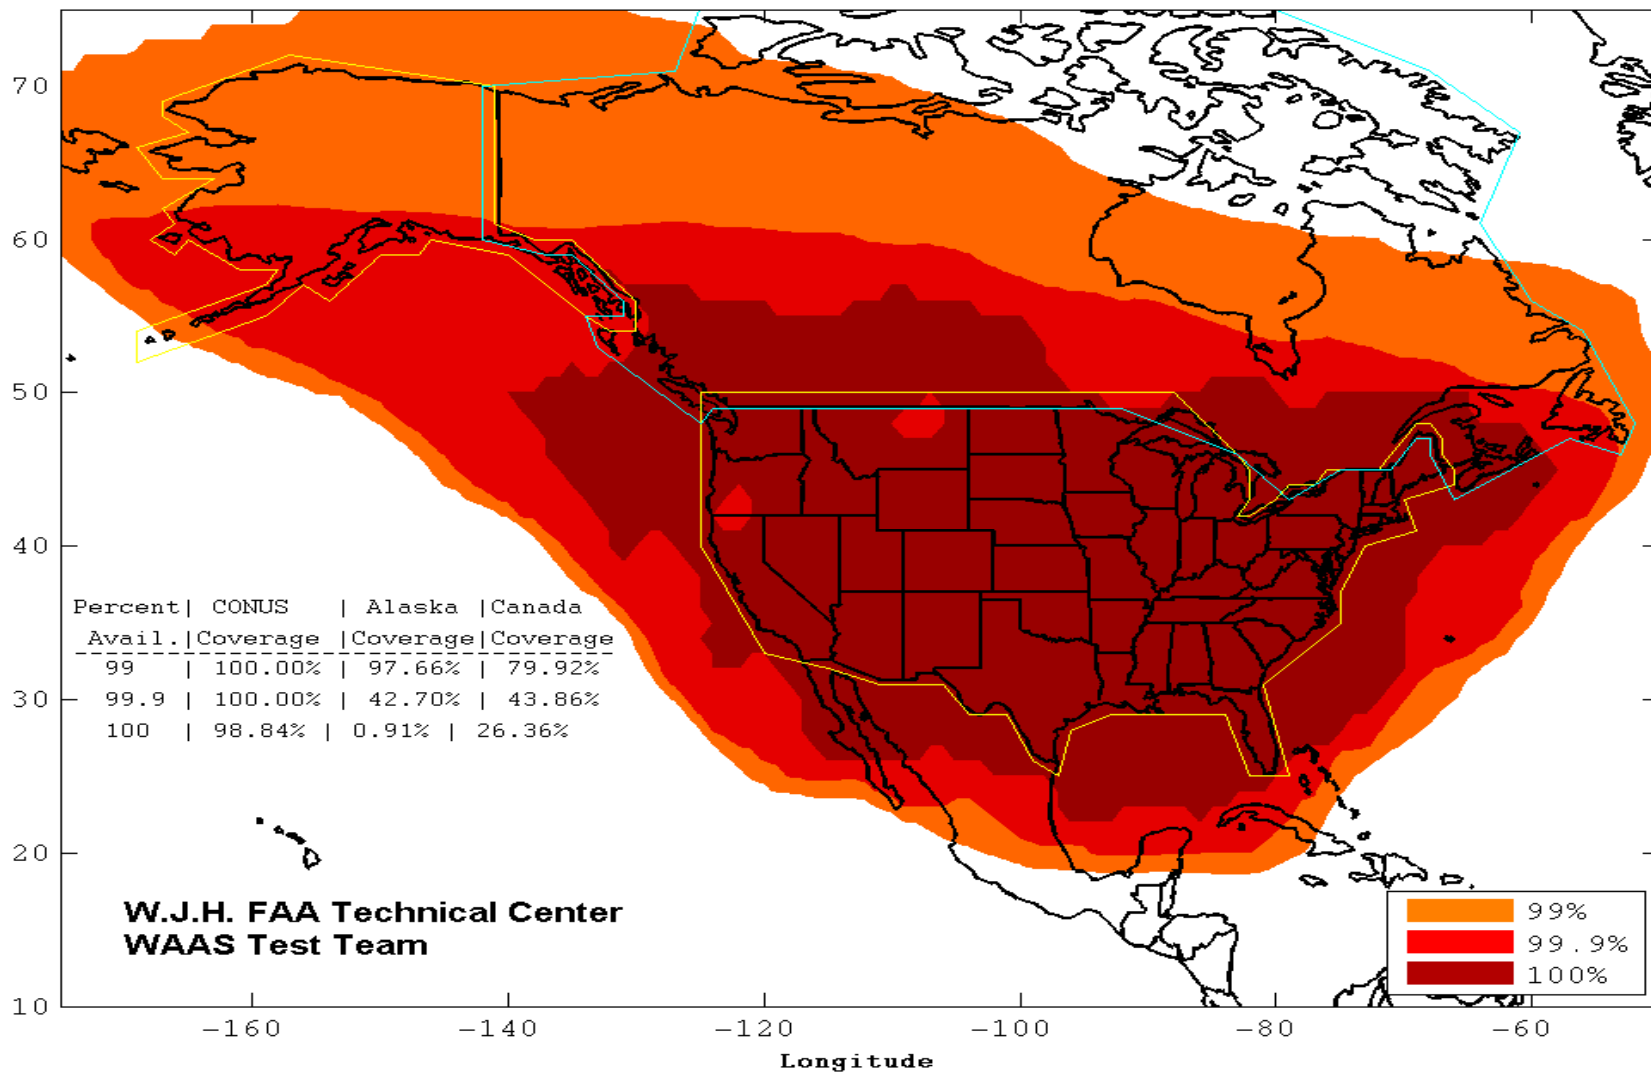 70
60
50
40
30
20
10
Percent| CONUS | Alaska |Canada
Avail.|Coverage |Coverage|Coverage
99 | 100.00% | 97.66% | 79.92%
99.9 | 100.00% | 42.70% | 43.86%
100 | 98.84% | 0.91% | 26.36%
W.J.H. FAA Technical Center
WAAS Test Team
99%
99.9%
100%
-160 -140 -120 -100 -80 -60
Longitude